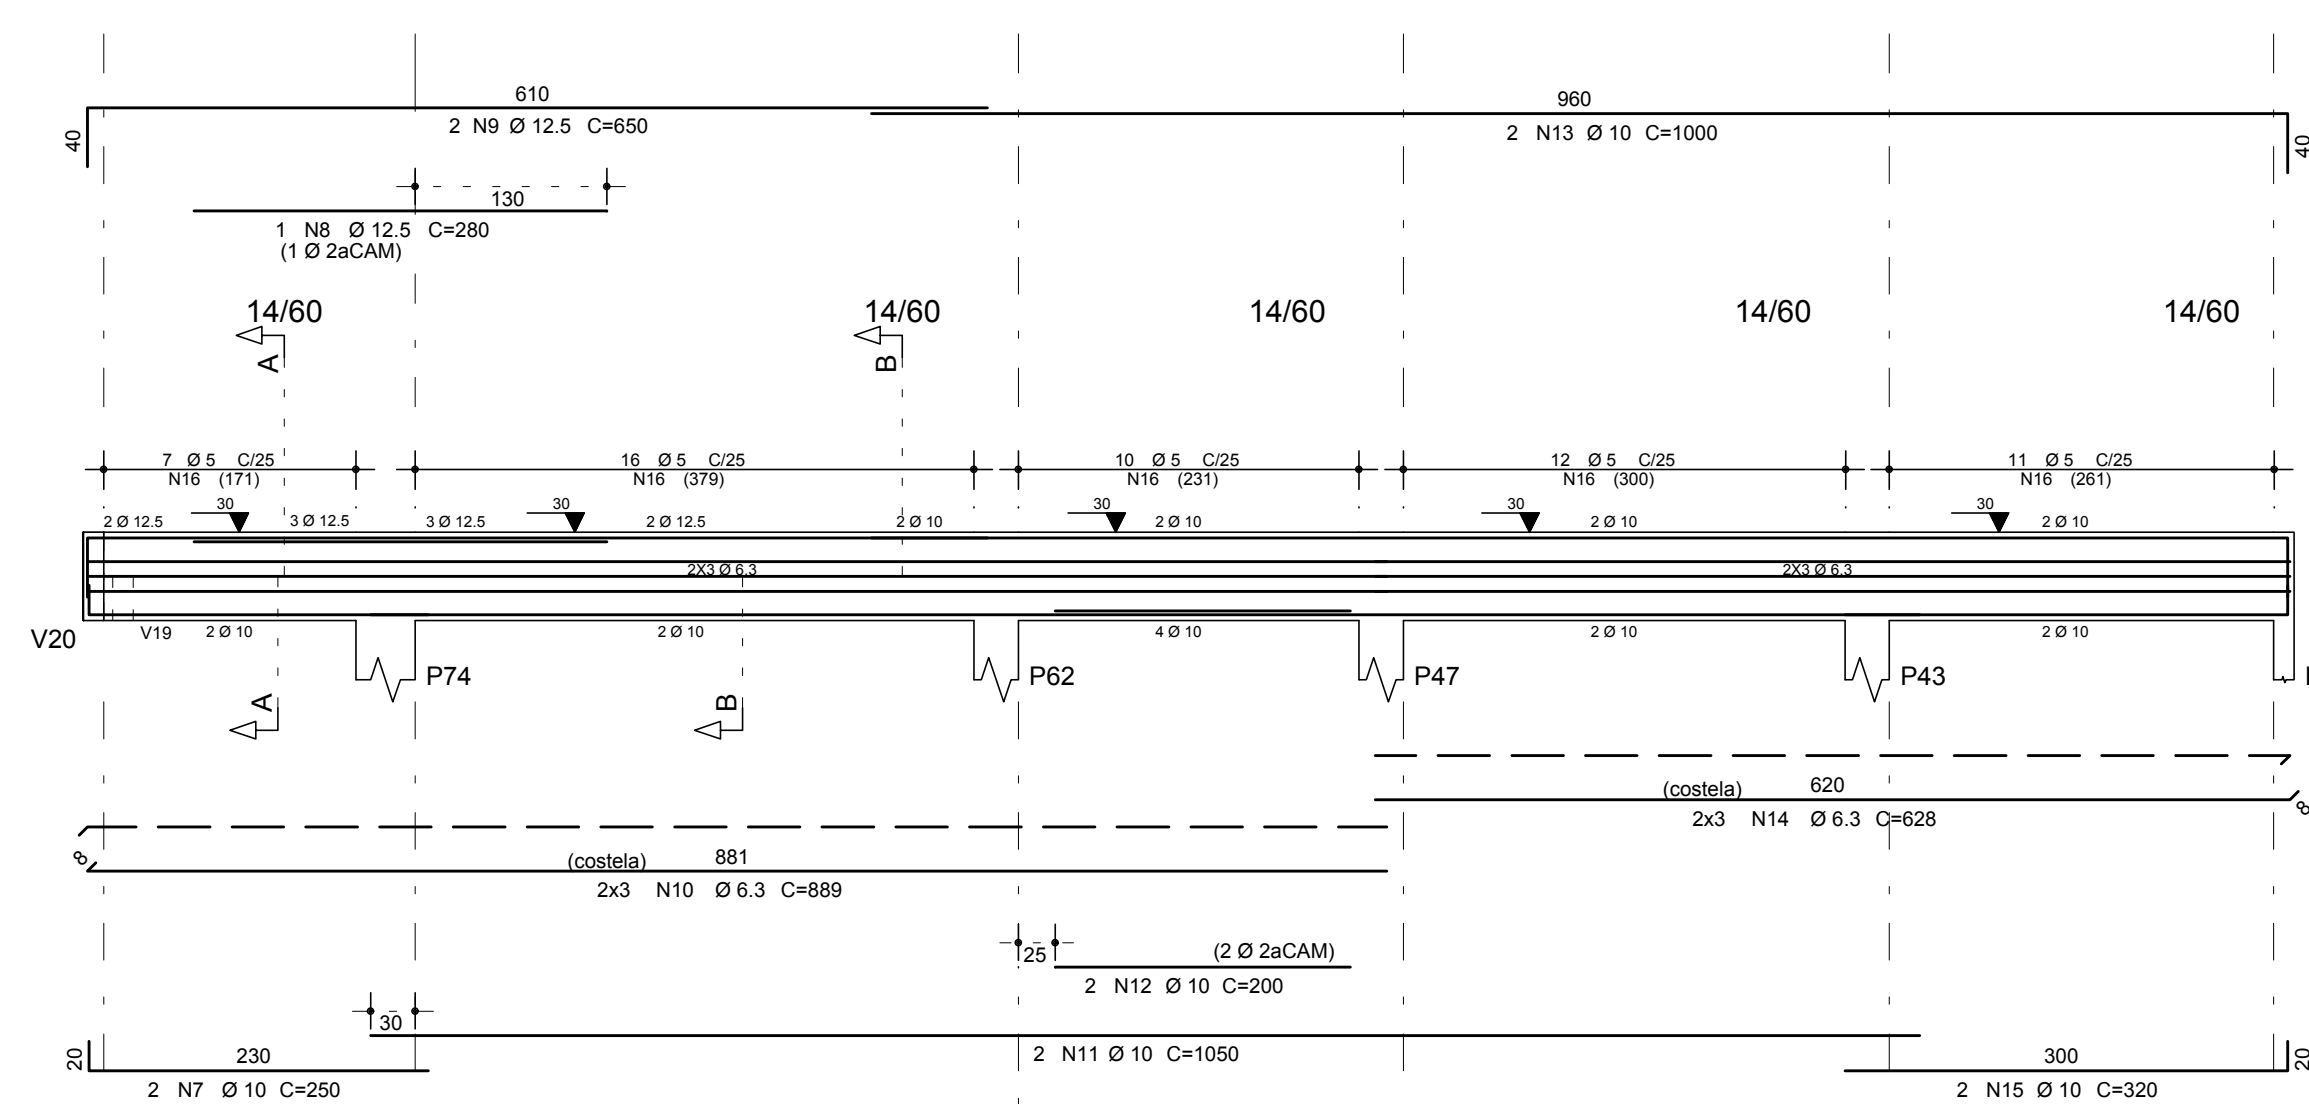 610
960
2 N9 Ø 12.5 C=650
2 N13 Ø 10 C=1000
40
40
130
1 N8 Ø 12.5 C=280
(1 Ø 2aCAM)
14/60 14/60 14/60 14/60 14/60
A B
7 Ø 5 C/25 16 Ø 5 C/25 10 Ø 5 C/25 12 Ø 5 C/25 11 Ø 5 C/25
N16 (171) N16 (379) N16 (231) N16 (300) N16 (261)
30 30 30 30 30
2 Ø 12.5 3 Ø 12.5 3 Ø 12.5 2 Ø 12.5 2 Ø 10 2 Ø 10 2 Ø 10 2 Ø 10
2X3 Ø 6.3 2X3 Ø 6.3
V20 V19 2 Ø 10 2 Ø 10 4 Ø 10 2 Ø 10 2 Ø 10
P74 P62 P47 P43
A B
(costela) 620
8
2x3 N14 Ø 6.3 C=628
(costela) 881
8
2x3 N10 Ø 6.3 C=889
25 (2 Ø 2aCAM)
2 N12 Ø 10 C=200
30
2 N11 Ø 10 C=1050
20 230
300 20
2 N7 Ø 10 C=250
2 N15 Ø 10 C=320